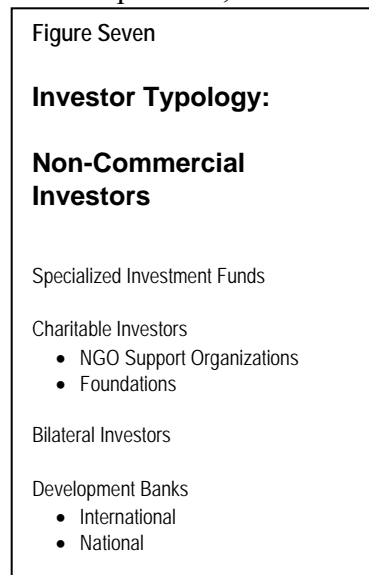 Figure Seven
Investor Typology:
Non-Commercial
Investors
Specialized Investment Funds
Charitable Investors
• NGO Support Organizations
• Foundations
Bilateral Investors
Development Banks
• International
• National